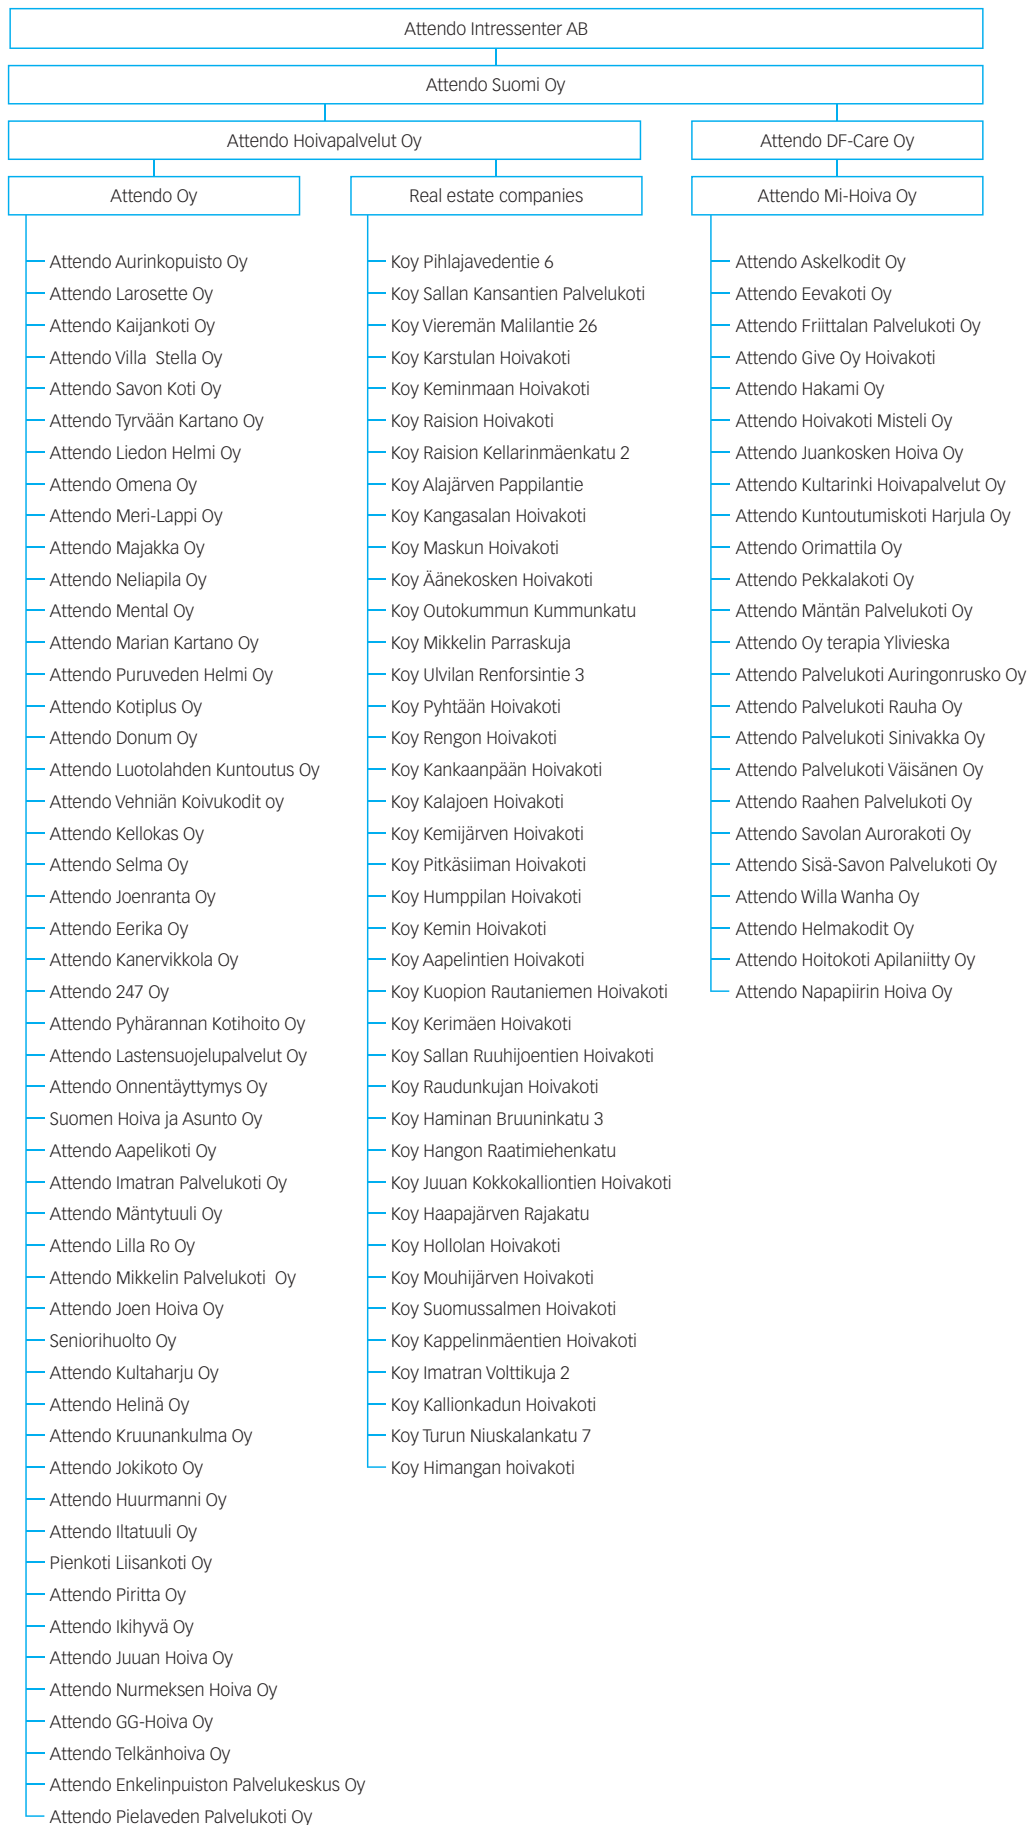 Attendo Intressenter AB
Attendo Suomi Oy
Attendo Hoivapalvelut Oy
Attendo DF-Care Oy
Attendo Oy
Real estate companies
Attendo Mi-Hoiva Oy
Attendo Aurinkopuisto Oy
Attendo Larosette Oy
Attendo Kaijankoti Oy
Attendo Villa  Stella Oy
Attendo Savon Koti Oy
Attendo Tyrvään Kartano Oy
Attendo Liedon Helmi Oy
Attendo Omena Oy
Attendo Meri-Lappi Oy
Attendo Majakka Oy
Attendo Neliapila Oy
Attendo Mental Oy
Attendo Marian Kartano Oy
Attendo Puruveden Helmi Oy
Attendo Kotiplus Oy
Attendo Donum Oy
Attendo Luotolahden Kuntoutus Oy
Attendo Vehniän Koivukodit oy
Attendo Kellokas Oy
Attendo Selma Oy
Attendo Joenranta Oy
Attendo Eerika Oy
Attendo Kanervikkola Oy
Attendo 247 Oy
Attendo Pyhärannan Kotihoito Oy
Attendo Lastensuojelupalvelut Oy
Attendo Onnentäyttymys Oy
Suomen Hoiva ja Asunto Oy
Attendo Aapelikoti Oy
Attendo Imatran Palvelukoti Oy
Attendo Mäntytuuli Oy
Attendo Lilla Ro Oy
Attendo Mikkelin Palvelukoti  Oy
Attendo Joen Hoiva Oy
Seniorihuolto Oy
Attendo Kultaharju Oy
Attendo Helinä Oy
Attendo Kruunankulma Oy
Attendo Jokikoto Oy
Attendo Huurmanni Oy
Attendo Iltatuuli Oy
Pienkoti Liisankoti Oy
Attendo Piritta Oy
Attendo Ikihyvä Oy
Attendo Juuan Hoiva Oy
Attendo Nurmeksen Hoiva Oy
Attendo GG-Hoiva Oy
Attendo Telkänhoiva Oy
Attendo Enkelinpuiston Palvelukeskus Oy
Attendo Pielaveden Palvelukoti Oy
Koy Pihlajavedentie 6
Koy Sallan Kansantien Palvelukoti
Koy Vieremän Malilantie 26
Koy Karstulan Hoivakoti
Koy Keminmaan Hoivakoti
Koy Raision Hoivakoti
Koy Raision Kellarinmäenkatu 2
Koy Alajärven Pappilantie
Koy Kangasalan Hoivakoti
Koy Maskun Hoivakoti
Koy Äänekosken Hoivakoti
Koy Outokummun Kummunkatu
Koy Mikkelin Parraskuja
Koy Ulvilan Renforsintie 3
Koy Pyhtään Hoivakoti
Koy Rengon Hoivakoti
Koy Kankaanpään Hoivakoti
Koy Kalajoen Hoivakoti
Koy Kemijärven Hoivakoti
Koy Pitkäsiiman Hoivakoti
Koy Humppilan Hoivakoti
Koy Kemin Hoivakoti
Koy Aapelintien Hoivakoti
Koy Kuopion Rautaniemen Hoivakoti
Koy Kerimäen Hoivakoti
Koy Sallan Ruuhijoentien Hoivakoti
Koy Raudunkujan Hoivakoti
Koy Haminan Bruuninkatu 3
Koy Hangon Raatimiehenkatu
Koy Juuan Kokkokalliontien Hoivakoti
Koy Haapajärven Rajakatu
Koy Hollolan Hoivakoti
Koy Mouhijärven Hoivakoti
Koy Suomussalmen Hoivakoti
Koy Kappelinmäentien Hoivakoti
Koy Imatran Volttikuja 2
Koy Kallionkadun Hoivakoti
Koy Turun Niuskalankatu 7
Koy Himangan hoivakoti
Attendo Askelkodit Oy
Attendo Eevakoti Oy
Attendo Friittalan Palvelukoti Oy
Attendo Give Oy Hoivakoti
Attendo Hakami Oy
Attendo Hoivakoti Misteli Oy
Attendo Juankosken Hoiva Oy
Attendo Kultarinki Hoivapalvelut Oy
Attendo Kuntoutumiskoti Harjula Oy
Attendo Orimattila Oy
Attendo Pekkalakoti Oy
Attendo Mäntän Palvelukoti Oy
Attendo Oy terapia Ylivieska
Attendo Palvelukoti Auringonrusko Oy
Attendo Palvelukoti Rauha Oy
Attendo Palvelukoti Sinivakka Oy
Attendo Palvelukoti Väisänen Oy
Attendo Raahen Palvelukoti Oy
Attendo Savolan Aurorakoti Oy
Attendo Sisä-Savon Palvelukoti Oy
Attendo Willa Wanha Oy
Attendo Helmakodit Oy
Attendo Hoitokoti Apilaniitty Oy
Attendo Napapiirin Hoiva Oy